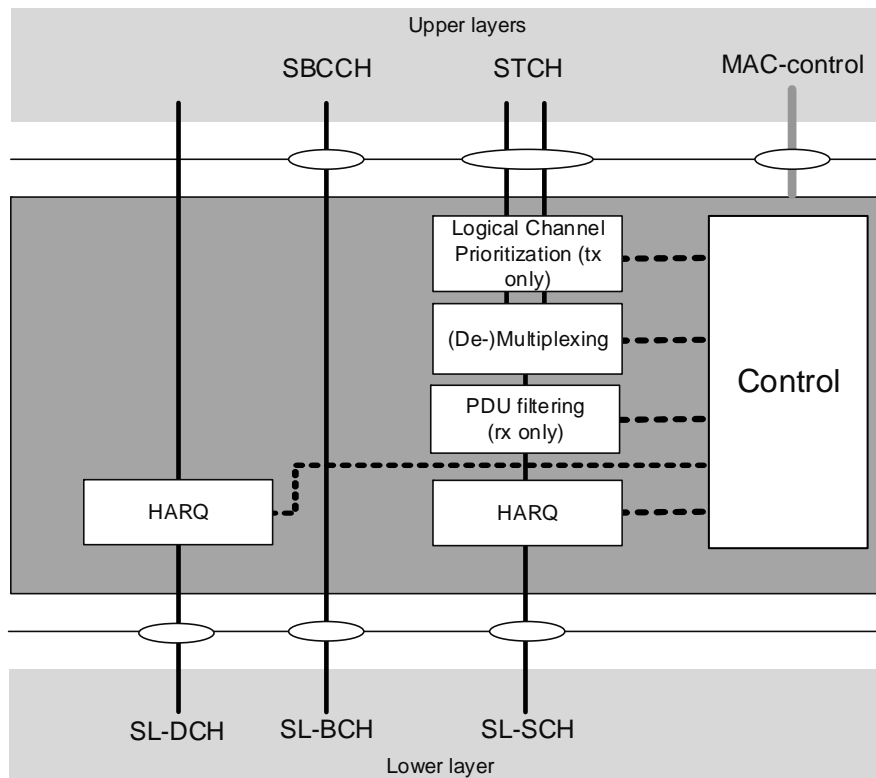 Upper layers
SBCCH
STCH
MAC-control
Logical Channel
Prioritization (tx
only)
(De-)Multiplexing
Control
PDU filtering
(rx only)
HARQ
HARQ
SL-DCH
SL-BCH
SL-SCH
Lower layer